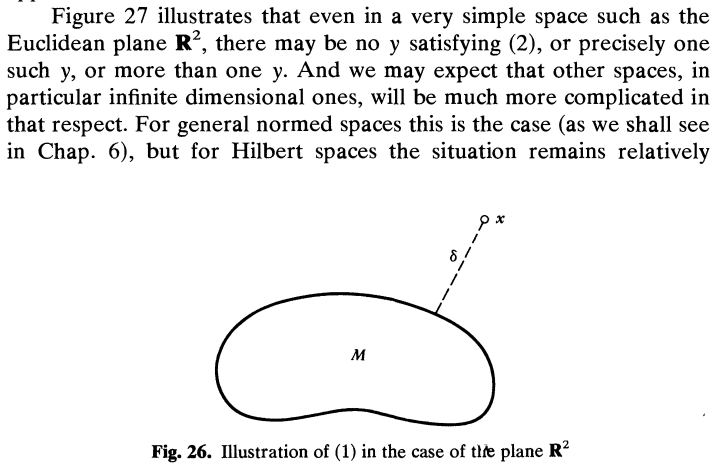 Figure 27 illustrates that even in a very simple space such as the
Euclidean plane R², there may be no y satisfying (2), or precisely one
such y, or more than one y. And we may expect that other spaces, in
particular infinite dimensional ones, will be much more complicated in
that respect. For general normed spaces this is the case (as we shall see
in Chap. 6), but for Hilbert spaces the situation remains relatively
x
δ
M
Fig. 26. Illustration of (1) in the case of the plane R²